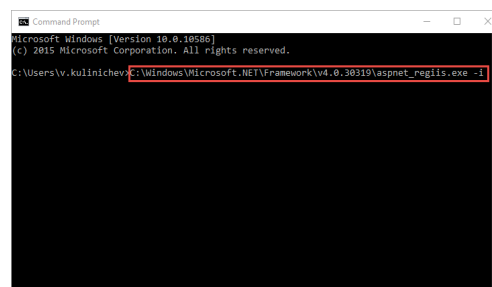 Command Prompt
Microsoft Windows [Version 10.0.10586]
(c) 2015 Microsoft Corporation. All rights reserved.
C:\Users\v.kulinichev>C:\Windows\Microsoft.NET\Framework\v4.0.30319\aspnet_regiis.exe -i